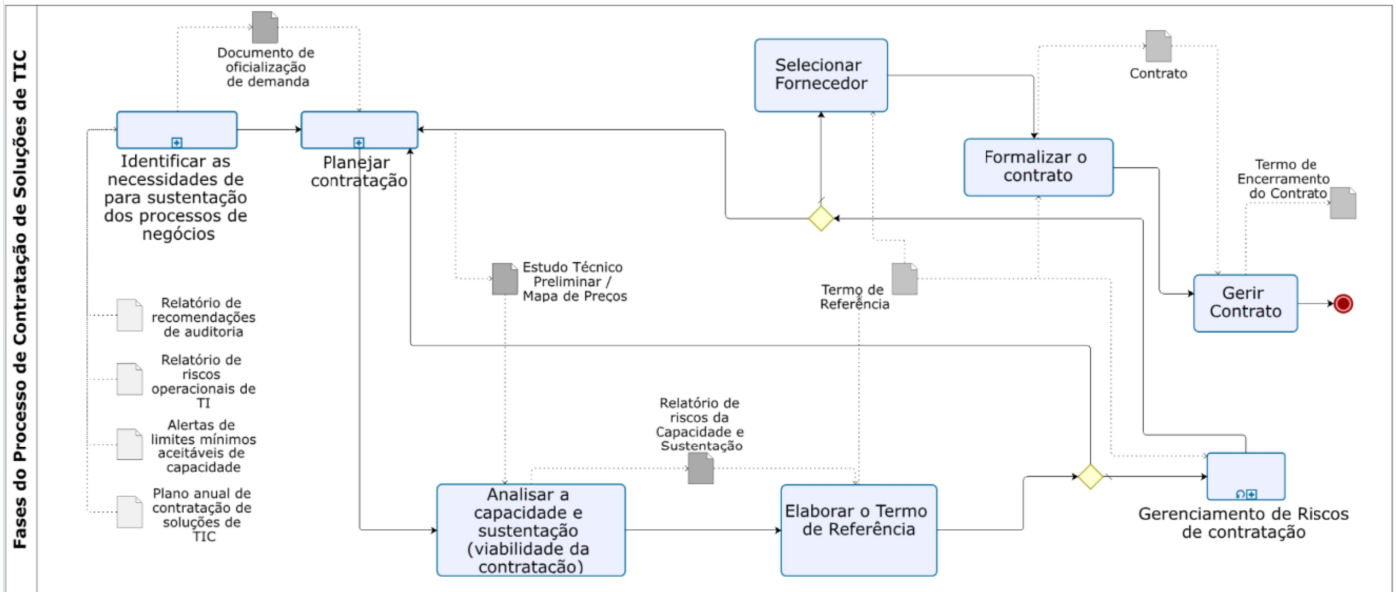 Fases do Processo de Contratação de Soluções de TIC
Documento de
oficialização
de demanda
Identificar as
necessidades de
para sustentação
dos processos de
negócios
Planejar
contratação
Relatório de
recomendações
de auditoria
Relatório de
riscos
operacionais de
TI
Alertas de
limites mínimos
aceitáveis de
capacidade
Plano anual de
contratação de
soluções de
TIC
Estudo Técnico
Preliminar /
Mapa de Preços
Analisar a
capacidade e
sustentação
(viabilidade da
contratação)
Relatório de
riscos da
Capacidade e
Sustentação
Elaborar o Termo
de Referência
Termo de
Referência
Selecionar
Fornecedor
Formalizar o
contrato
Contrato
Termo de
Encerramento
do Contrato
Gerir
Contrato
Gerenciamento de Riscos
de contratação